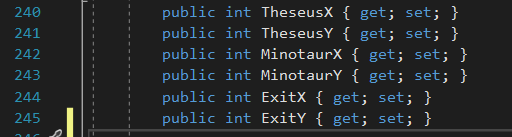 240 public int TheseusX { get; set; }
241 public int TheseusY { get; set; }
242 public int MinotaurX { get; set; }
243 public int MinotaurY { get; set; }
244 public int ExitX { get; set; }
245 public int ExitY { get; set; }